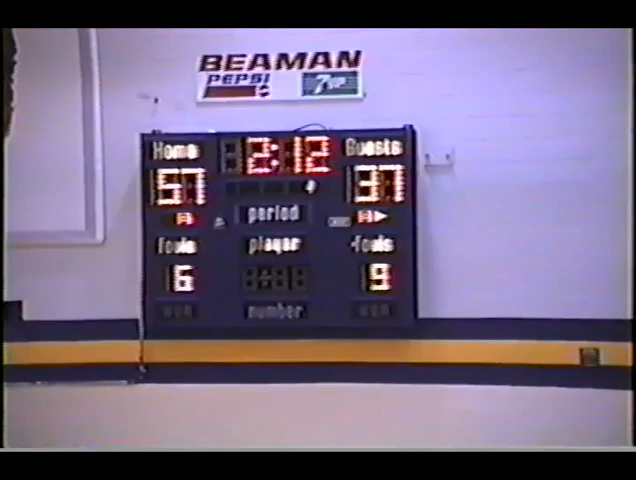 BEAMAN
PEPSI 7UP
Home 2:12 Guests
57 37
period
fouls player fouls
6 9
number